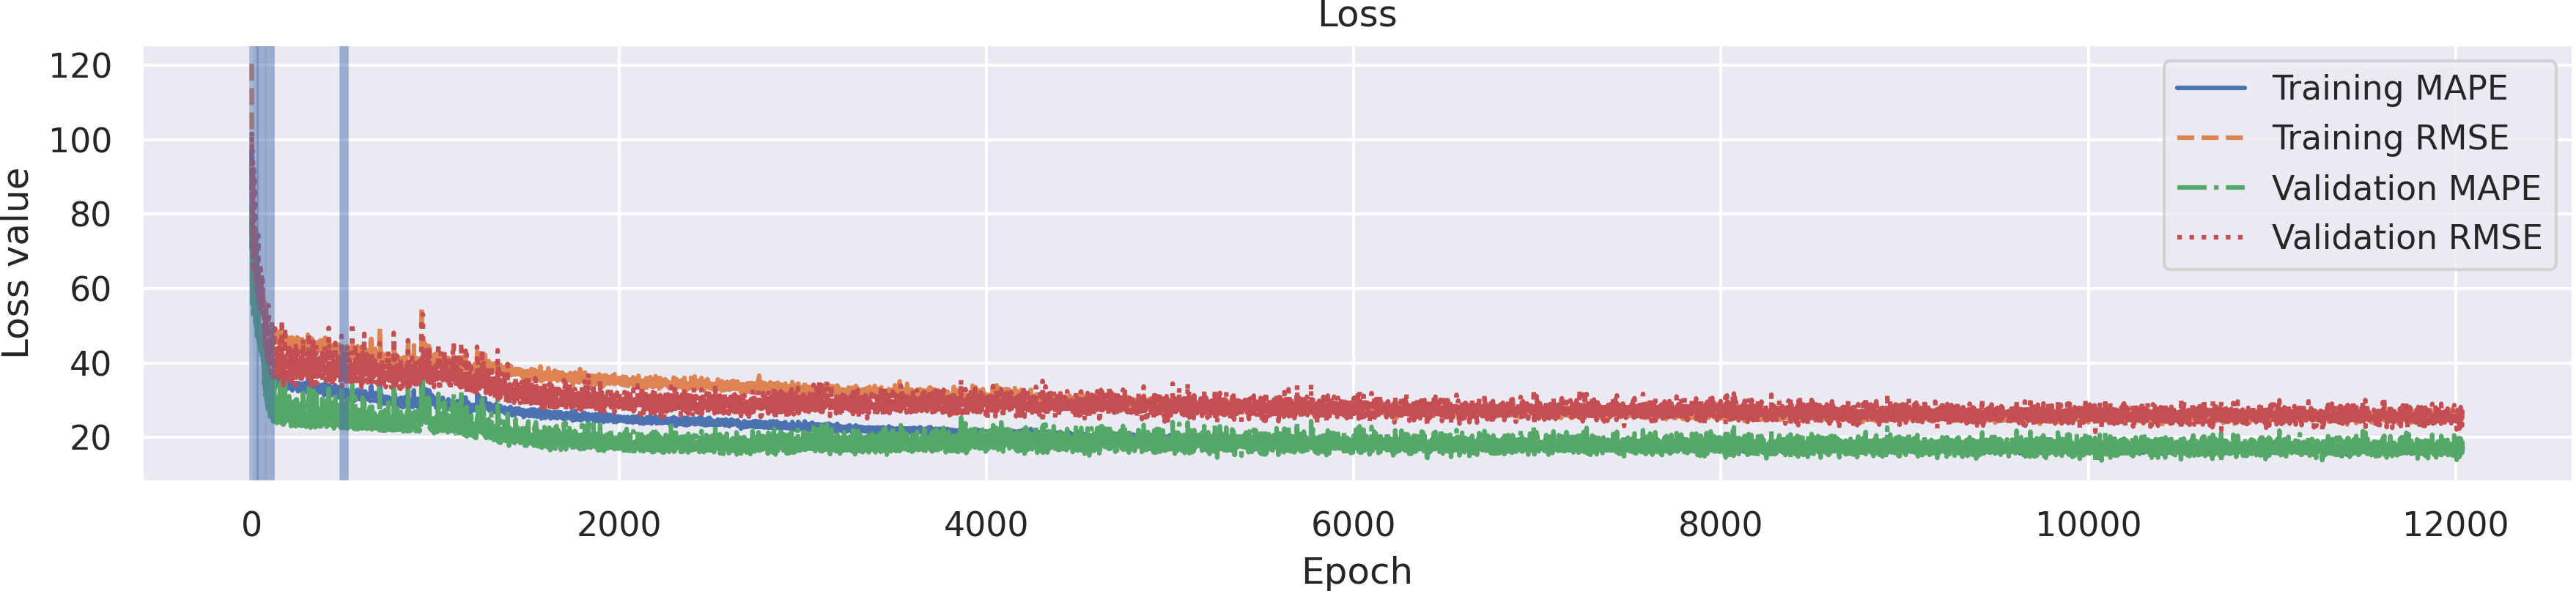 Loss
120
100
80
60
40
20
Loss value
Training MAPE
Training RMSE
Validation MAPE
Validation RMSE
0 2000 4000 6000 8000 10000 12000
Epoch